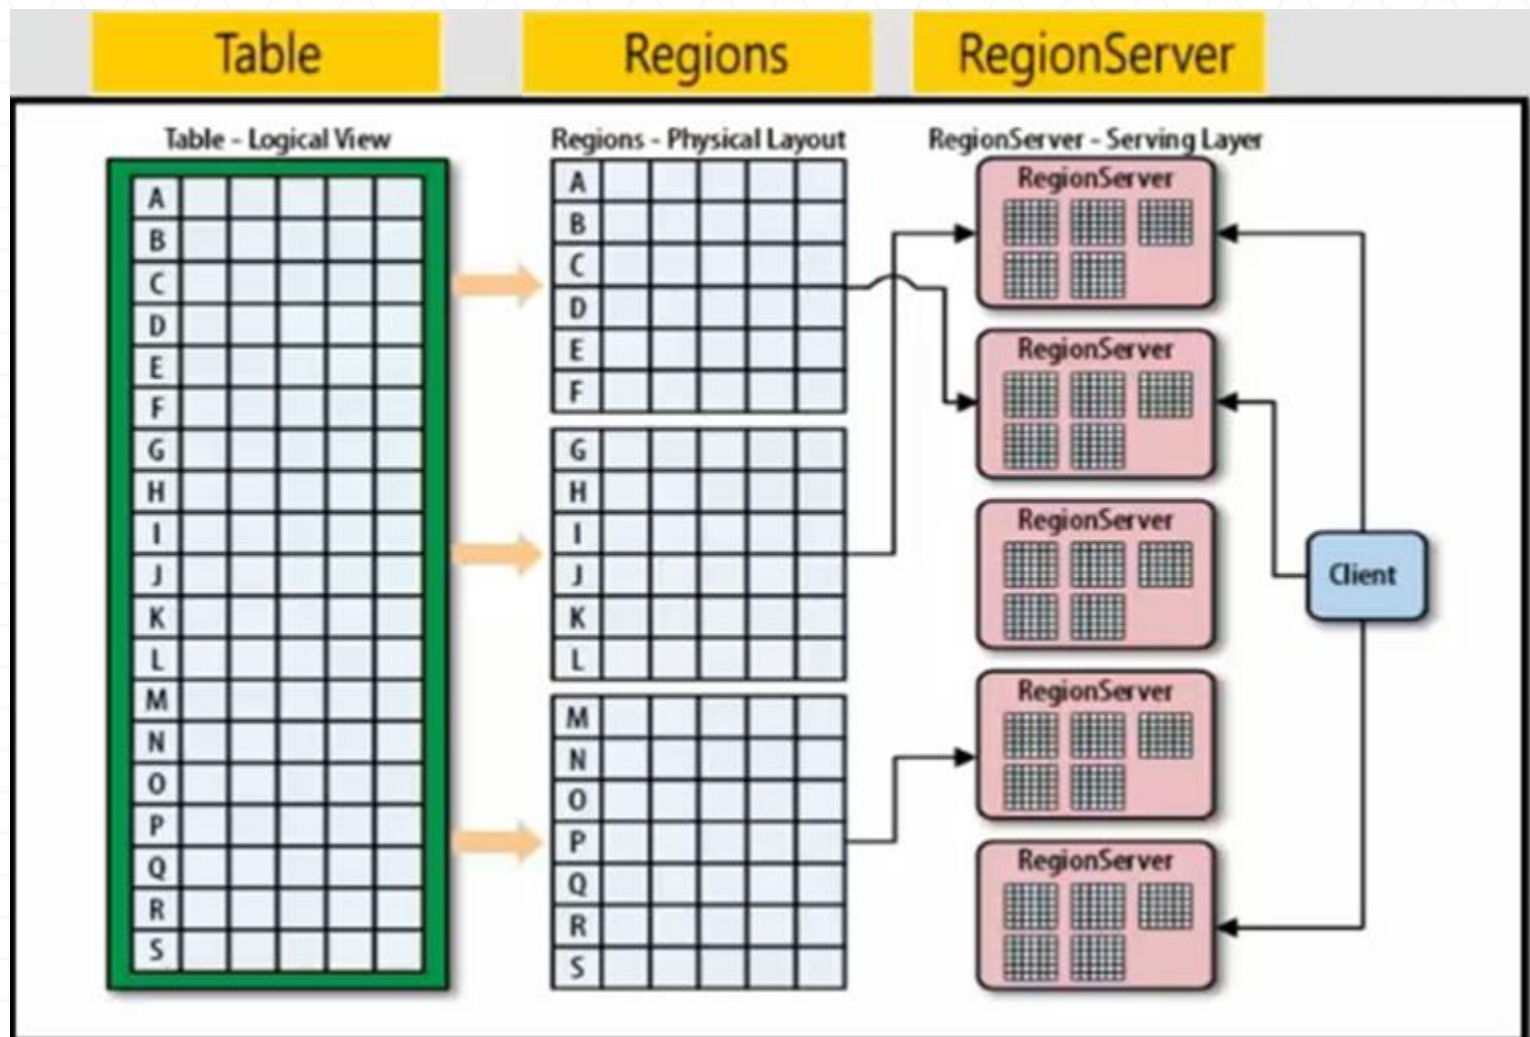 Table
Regions
RegionServer
Table - Logical View
A
B
C
D
E
F
G
H
I
J
K
L
M
N
O
P
Q
R
S
Regions - Physical Layout
A
B
C
D
E
F
G
H
I
J
K
L
M
N
O
P
Q
R
S
RegionServer - Serving Layer
RegionServer
RegionServer
RegionServer
RegionServer
RegionServer
Client